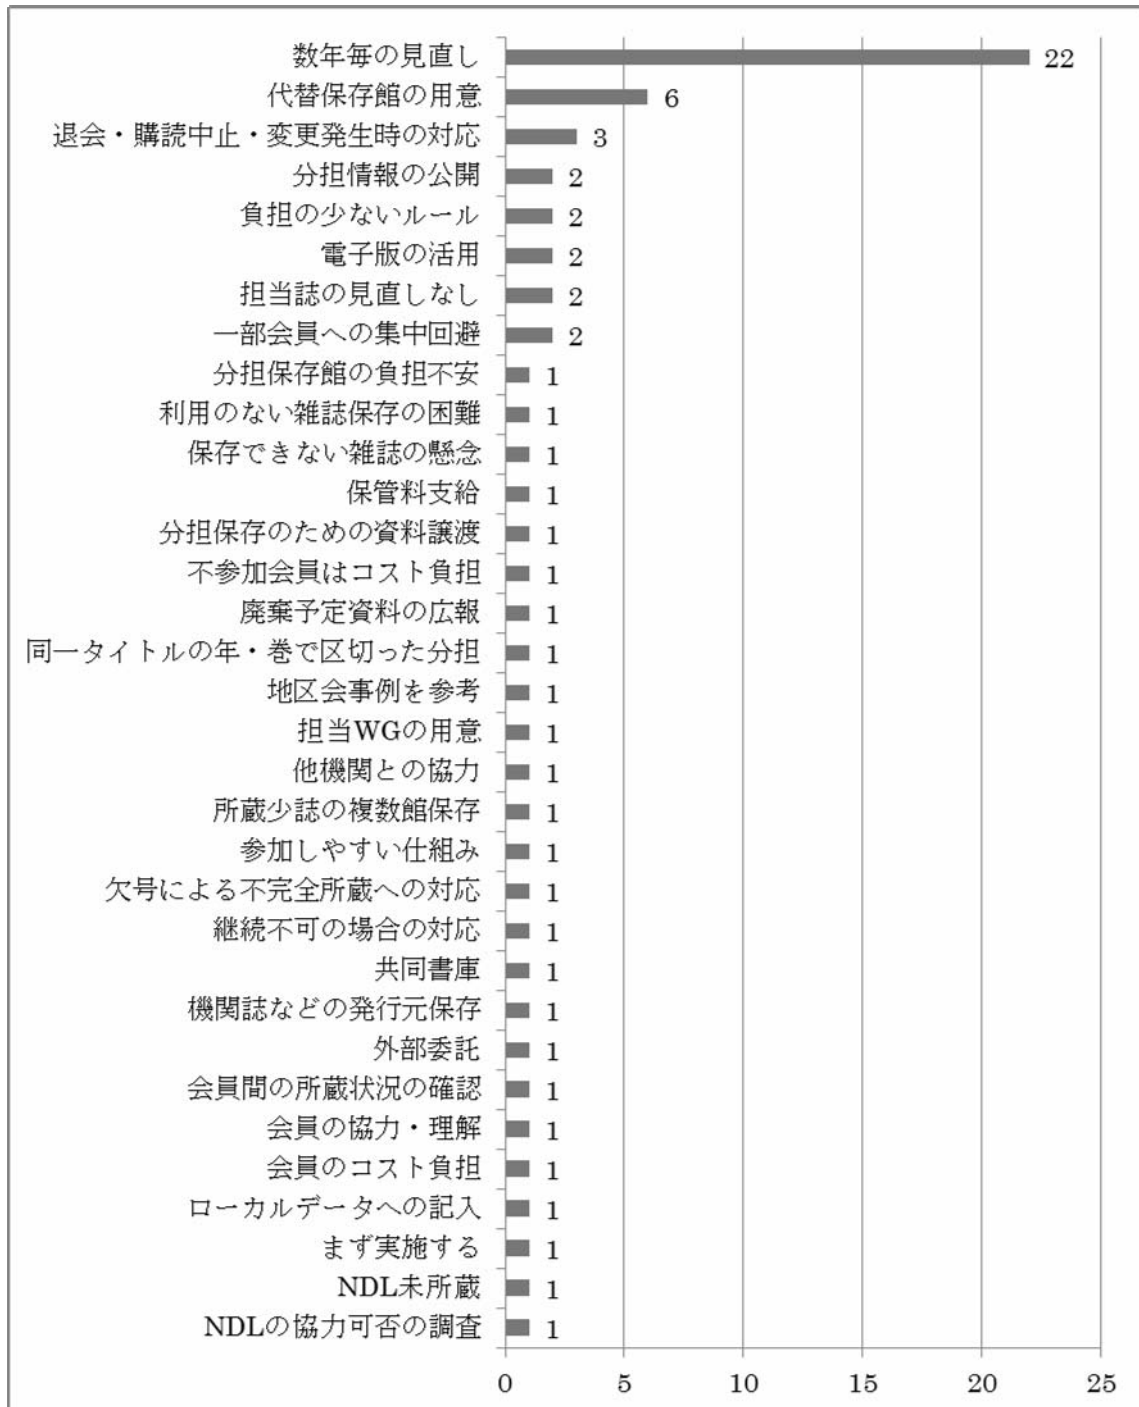 数年毎の見直し 22
代替保存館の用意 6
退会・購読中止・変更発生時の対応 3
分担情報の公開 2
負担の少ないルール 2
電子版の活用 2
担当誌の見直しなし 2
一部会員への集中回避 2
分担保存館の負担不安 1
利用のない雑誌保存の困難 1
保存できない雑誌の懸念 1
保管料支給 1
分担保存のための資料譲渡 1
不参加会員はコスト負担 1
廃棄予定資料の広報 1
同一タイトルの年・巻で区切った分担 1
地区会事例を参考 1
担当WGの用意 1
他機関との協力 1
所蔵少誌の複数館保存 1
参加しやすい仕組み 1
欠号による不完全所蔵への対応 1
継続不可の場合の対応 1
共同書庫 1
機関誌などの発行元保存 1
外部委託 1
会員間の所蔵状況の確認 1
会員の協力・理解 1
会員のコスト負担 1
ローカルデータへの記入 1
まず実施する 1
NDL未所蔵 1
NDLの協力可否の調査 1
0 5 10 15 20 25